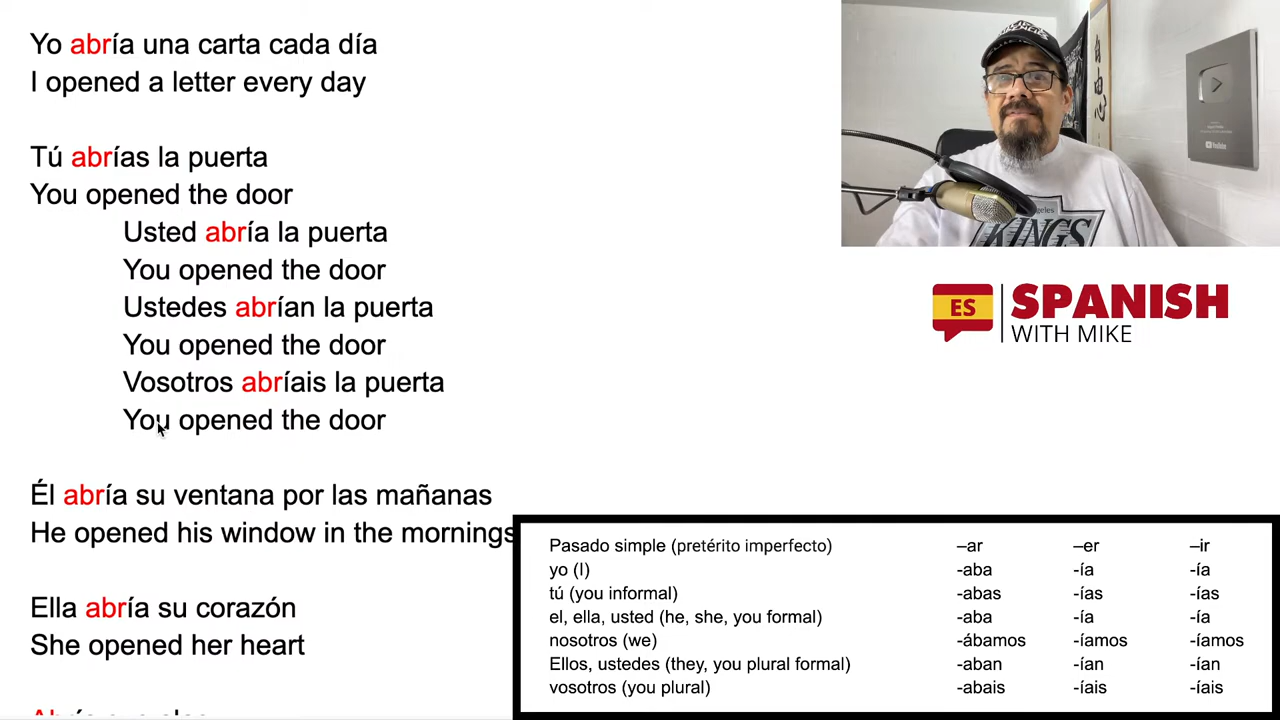 Yo abría una carta cada día
I opened a letter every day
Tú abrías la puerta
You opened the door
Usted abría la puerta
You opened the door
Ustedes abrían la puerta
You opened the door
Vosotros abríais la puerta
You opened the door
Él abría su ventana por las mañanas
He opened his window in the mornings
Ella abría su corazón
She opened her heart
KINGS
YouTube
自由心
ES
SPANISH
WITH MIKE
Pasado simple (pretérito imperfecto) –ar –er –ir
yo (I) -aba -ía -ía
tú (you informal) -abas -ías -ías
el, ella, usted (he, she, you formal) -aba -ía -ía
nosotros (we) -ábamos -íamos -íamos
Ellos, ustedes (they, you plural formal) -aban -ían -ían
vosotros (you plural) -abais -íais -íais